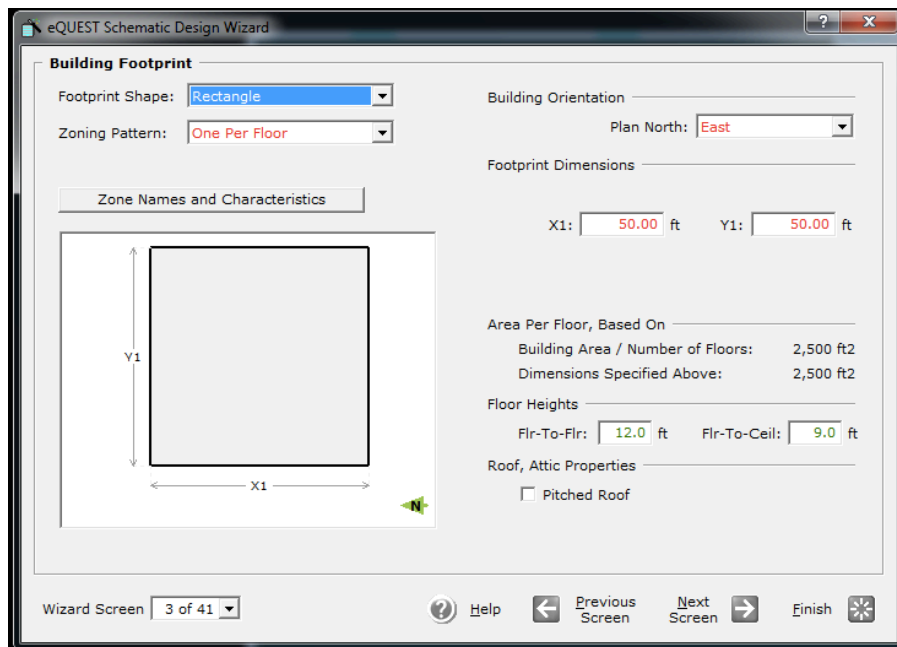 eQUEST Schematic Design Wizard
? X
Building Footprint
Footprint Shape: Rectangle
Zoning Pattern: One Per Floor
Zone Names and Characteristics
Y1
X1
N
Building Orientation
Plan North: East
Footprint Dimensions
X1: 50.00 ft Y1: 50.00 ft
Area Per Floor, Based On
Building Area / Number of Floors: 2,500 ft2
Dimensions Specified Above: 2,500 ft2
Floor Heights
Flr-To-Flr: 12.0 ft Flr-To-Ceil: 9.0 ft
Roof, Attic Properties
Pitched Roof
Wizard Screen 3 of 41
? Help
Previous Screen
Next Screen
Finish